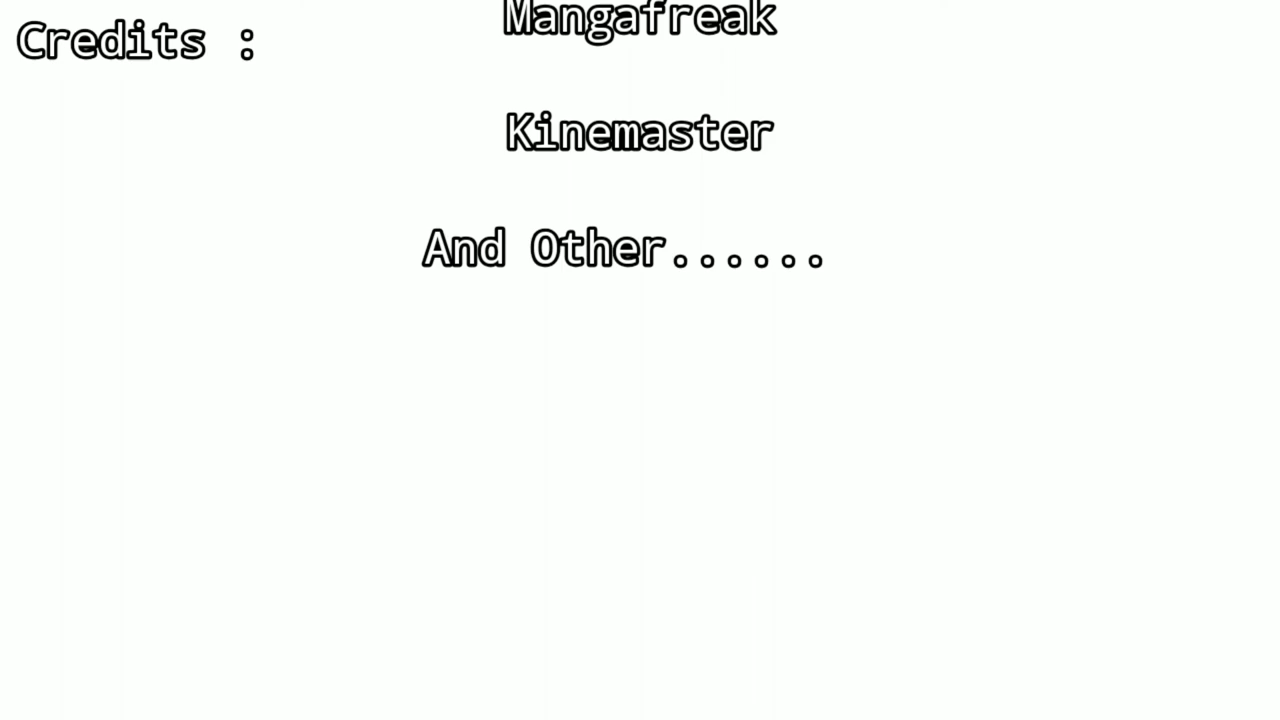 Credits :
Mangafreak
Kinemaster
And Other......